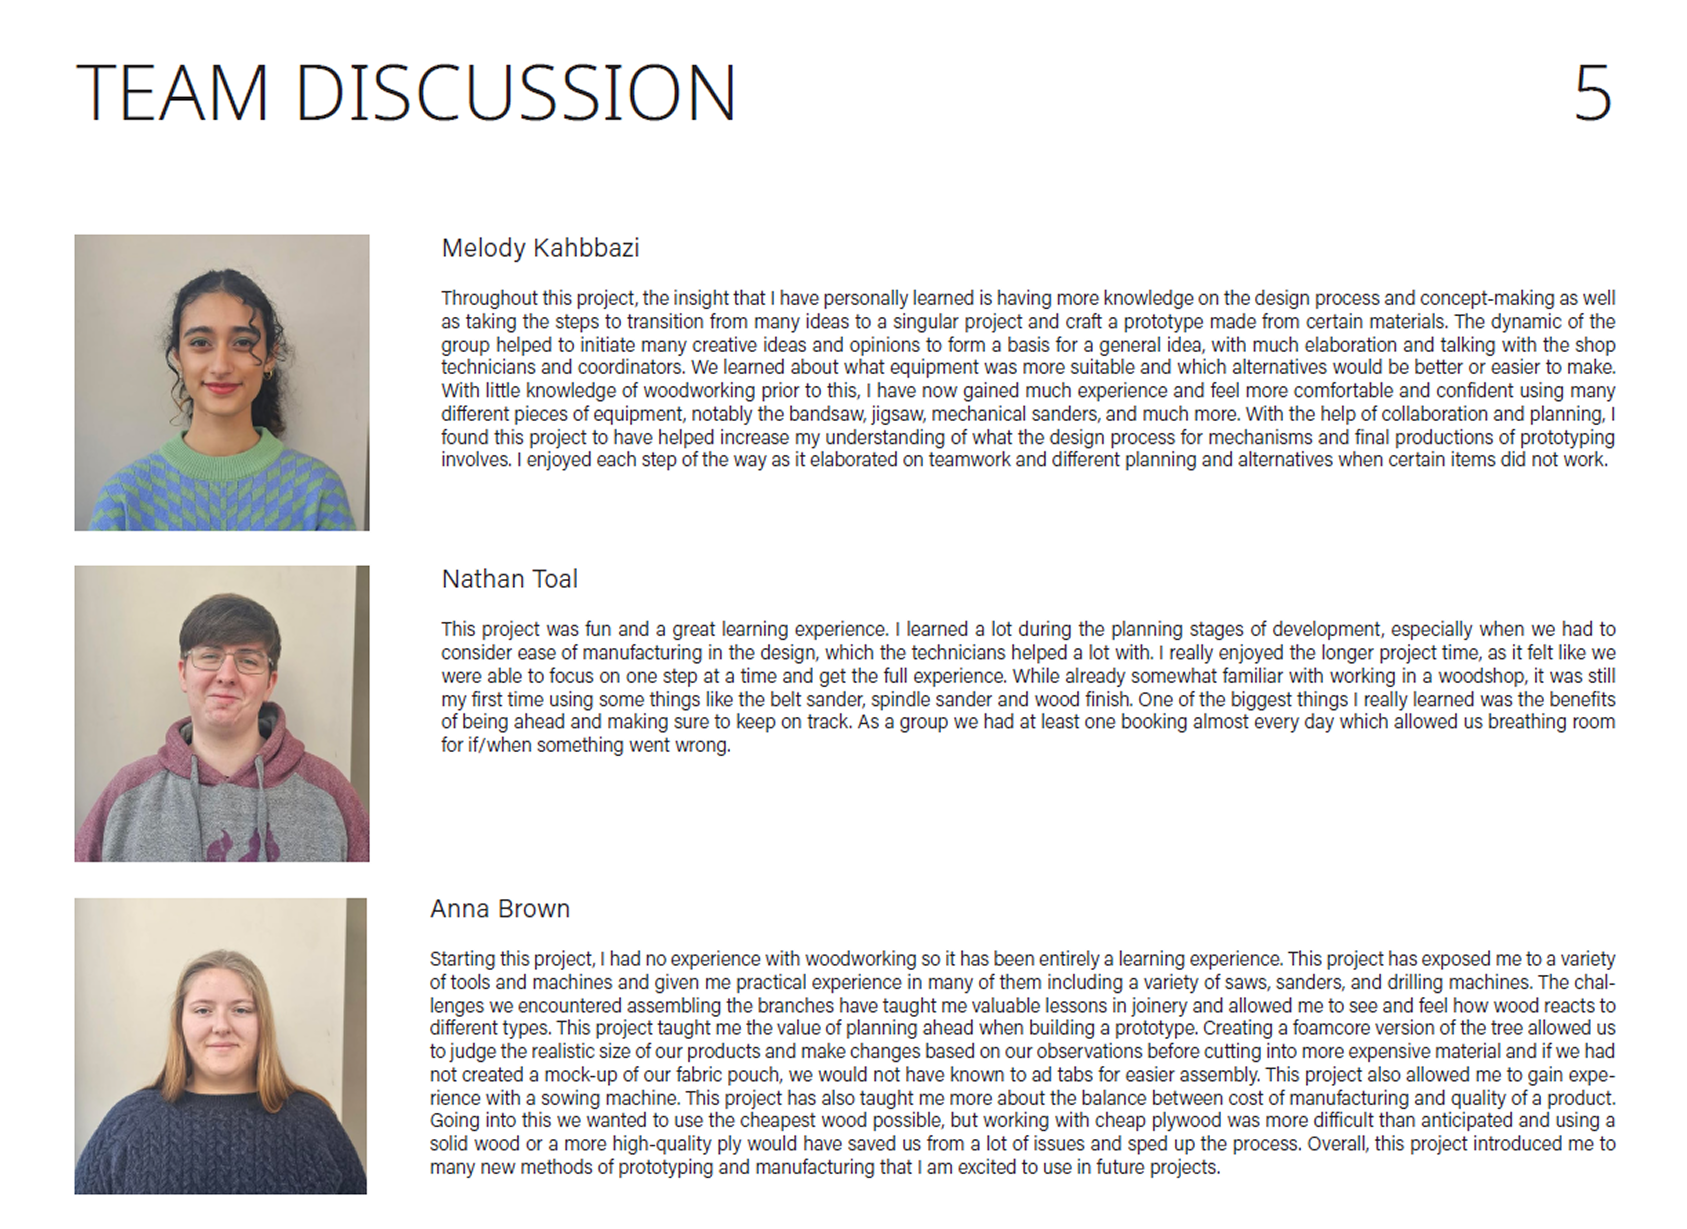 TEAM DISCUSSION
5
Melody Kahbbazi
Throughout this project, the insight that I have personally learned is having more knowledge on the design process and concept-making as well
as taking the steps to transition from many ideas to a singular project and craft a prototype made from certain materials. The dynamic of the
group helped to initiate many creative ideas and opinions to form a basis for a general idea, with much elaboration and talking with the shop
technicians and coordinators. We learned about what equipment was more suitable and which alternatives would be better or easier to make.
With little knowledge of woodworking prior to this, I have now gained much experience and feel more comfortable and confident using many
different pieces of equipment, notably the bandsaw, jigsaw, mechanical sanders, and much more. With the help of collaboration and planning, I
found this project to have helped increase my understanding of what the design process for mechanisms and final productions of prototyping
involves. I enjoyed each step of the way as it elaborated on teamwork and different planning and alternatives when certain items did not work.
Nathan Toal
This project was fun and a great learning experience. I learned a lot during the planning stages of development, especially when we had to
consider ease of manufacturing in the design, which the technicians helped a lot with. I really enjoyed the longer project time, as it felt like we
were able to focus on one step at a time and get the full experience. While already somewhat familiar with working in a woodshop, it was still
my first time using some things like the belt sander, spindle sander and wood finish. One of the biggest things I really learned was the benefits
of being ahead and making sure to keep on track. As a group we had at least one booking almost every day which allowed us breathing room
for if/when something went wrong.
Anna Brown
Starting this project, I had no experience with woodworking so it has been entirely a learning experience. This project has exposed me to a variety
of tools and machines and given me practical experience in many of them including a variety of saws, sanders, and drilling machines. The chal-
lenges we encountered assembling the branches have taught me valuable lessons in joinery and allowed me to see and feel how wood reacts to
different types. This project taught me the value of planning ahead when building a prototype. Creating a foamcore version of the tree allowed us
to judge the realistic size of our products and make changes based on our observations before cutting into more expensive material and if we had
not created a mock-up of our fabric pouch, we would not have known to ad tabs for easier assembly. This project also allowed me to gain expe-
rience with a sowing machine. This project has also taught me more about the balance between cost of manufacturing and quality of a product.
Going into this we wanted to use the cheapest wood possible, but working with cheap plywood was more difficult than anticipated and using a
solid wood or a more high-quality ply would have saved us from a lot of issues and sped up the process. Overall, this project introduced me to
many new methods of prototyping and manufacturing that I am excited to use in future projects.